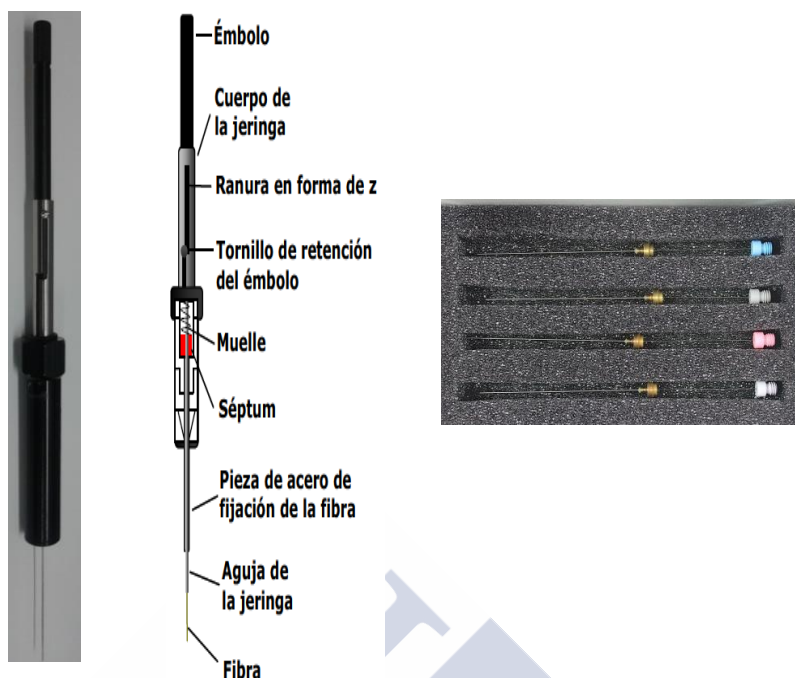 Émbolo
Cuerpo de
la jeringa
Ranura en forma de z
Tornillo de retención
del émbolo
Muelle
Séptum
Pieza de acero de
fijación de la fibra
Aguja de
la jeringa
Fibra